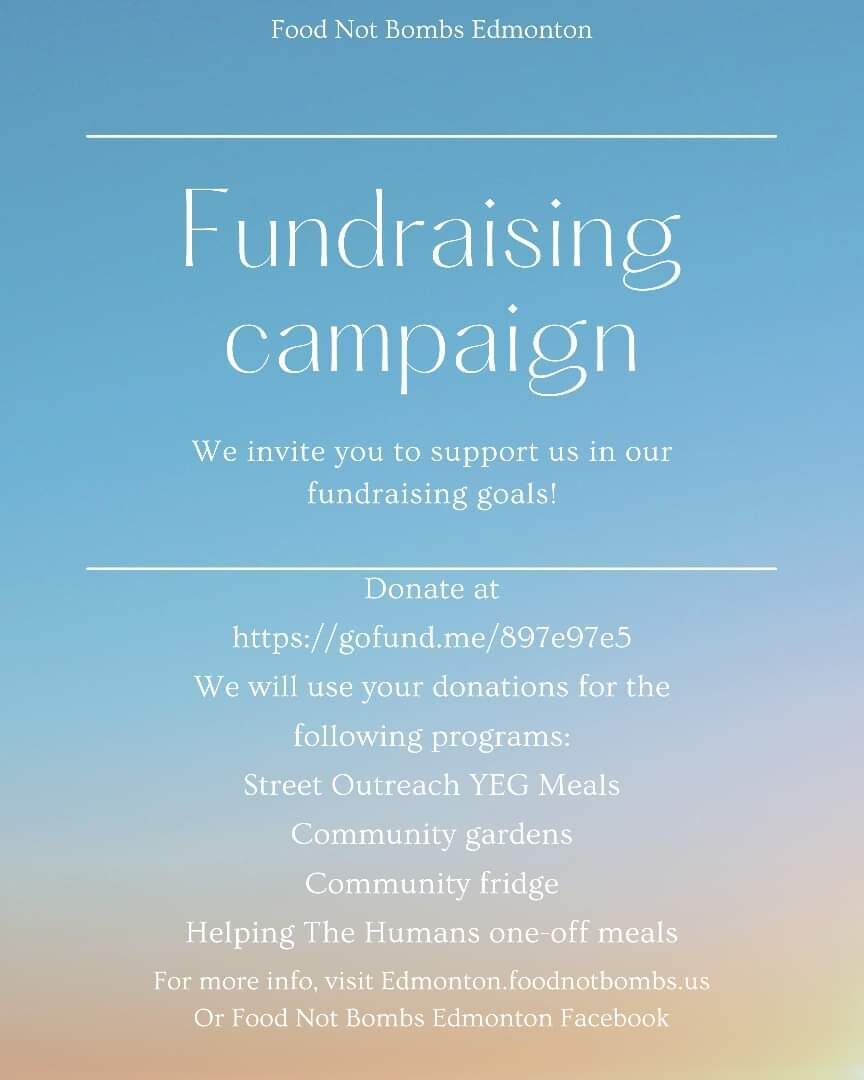 Food Not Bombs Edmonton
Fundraising
campaign
We invite you to support us in our
fundraising goals!
Donate at
https://gofund.me/897e97e5
We will use your donations for the
following programs:
Street Outreach YEG Meals
Community gardens
Community fridge
Helping The Humans one-off meals
For more info, visit Edmonton.foodnotbombs.us
Or Food Not Bombs Edmonton Facebook